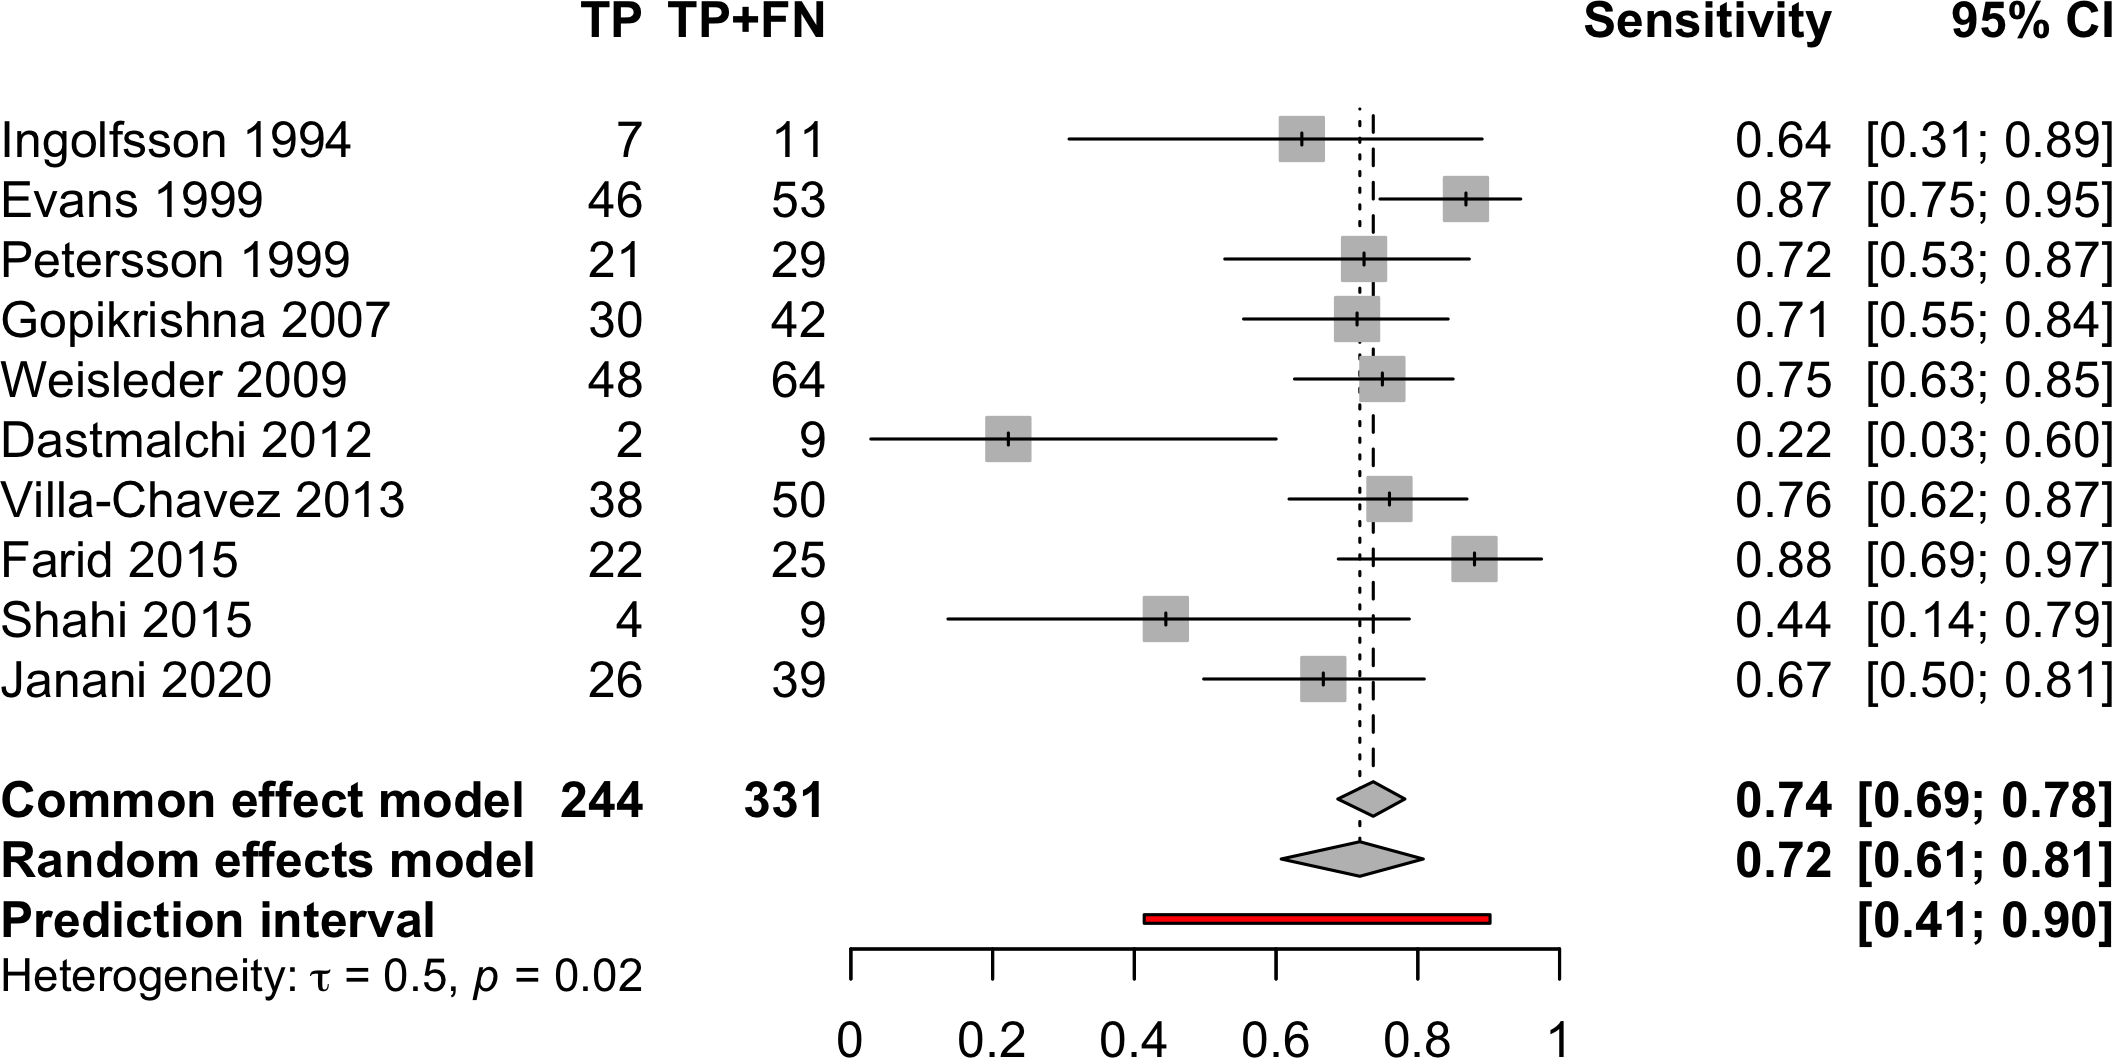 TP TP+FN Sensitivity 95% CI
Ingolfsson 1994 7 11 0.64 [0.31; 0.89]
Evans 1999 46 53 0.87 [0.75; 0.95]
Petersson 1999 21 29 0.72 [0.53; 0.87]
Gopikrishna 2007 30 42 0.71 [0.55; 0.84]
Weisleder 2009 48 64 0.75 [0.63; 0.85]
Dastmalchi 2012 2 9 0.22 [0.03; 0.60]
Villa-Chavez 2013 38 50 0.76 [0.62; 0.87]
Farid 2015 22 25 0.88 [0.69; 0.97]
Shahi 2015 4 9 0.44 [0.14; 0.79]
Janani 2020 26 39 0.67 [0.50; 0.81]
Common effect model 244 331 0.74 [0.69; 0.78]
Random effects model 0.72 [0.61; 0.81]
Prediction interval [0.41; 0.90]
Heterogeneity: τ = 0.5, p = 0.02
0 0.2 0.4 0.6 0.8 1